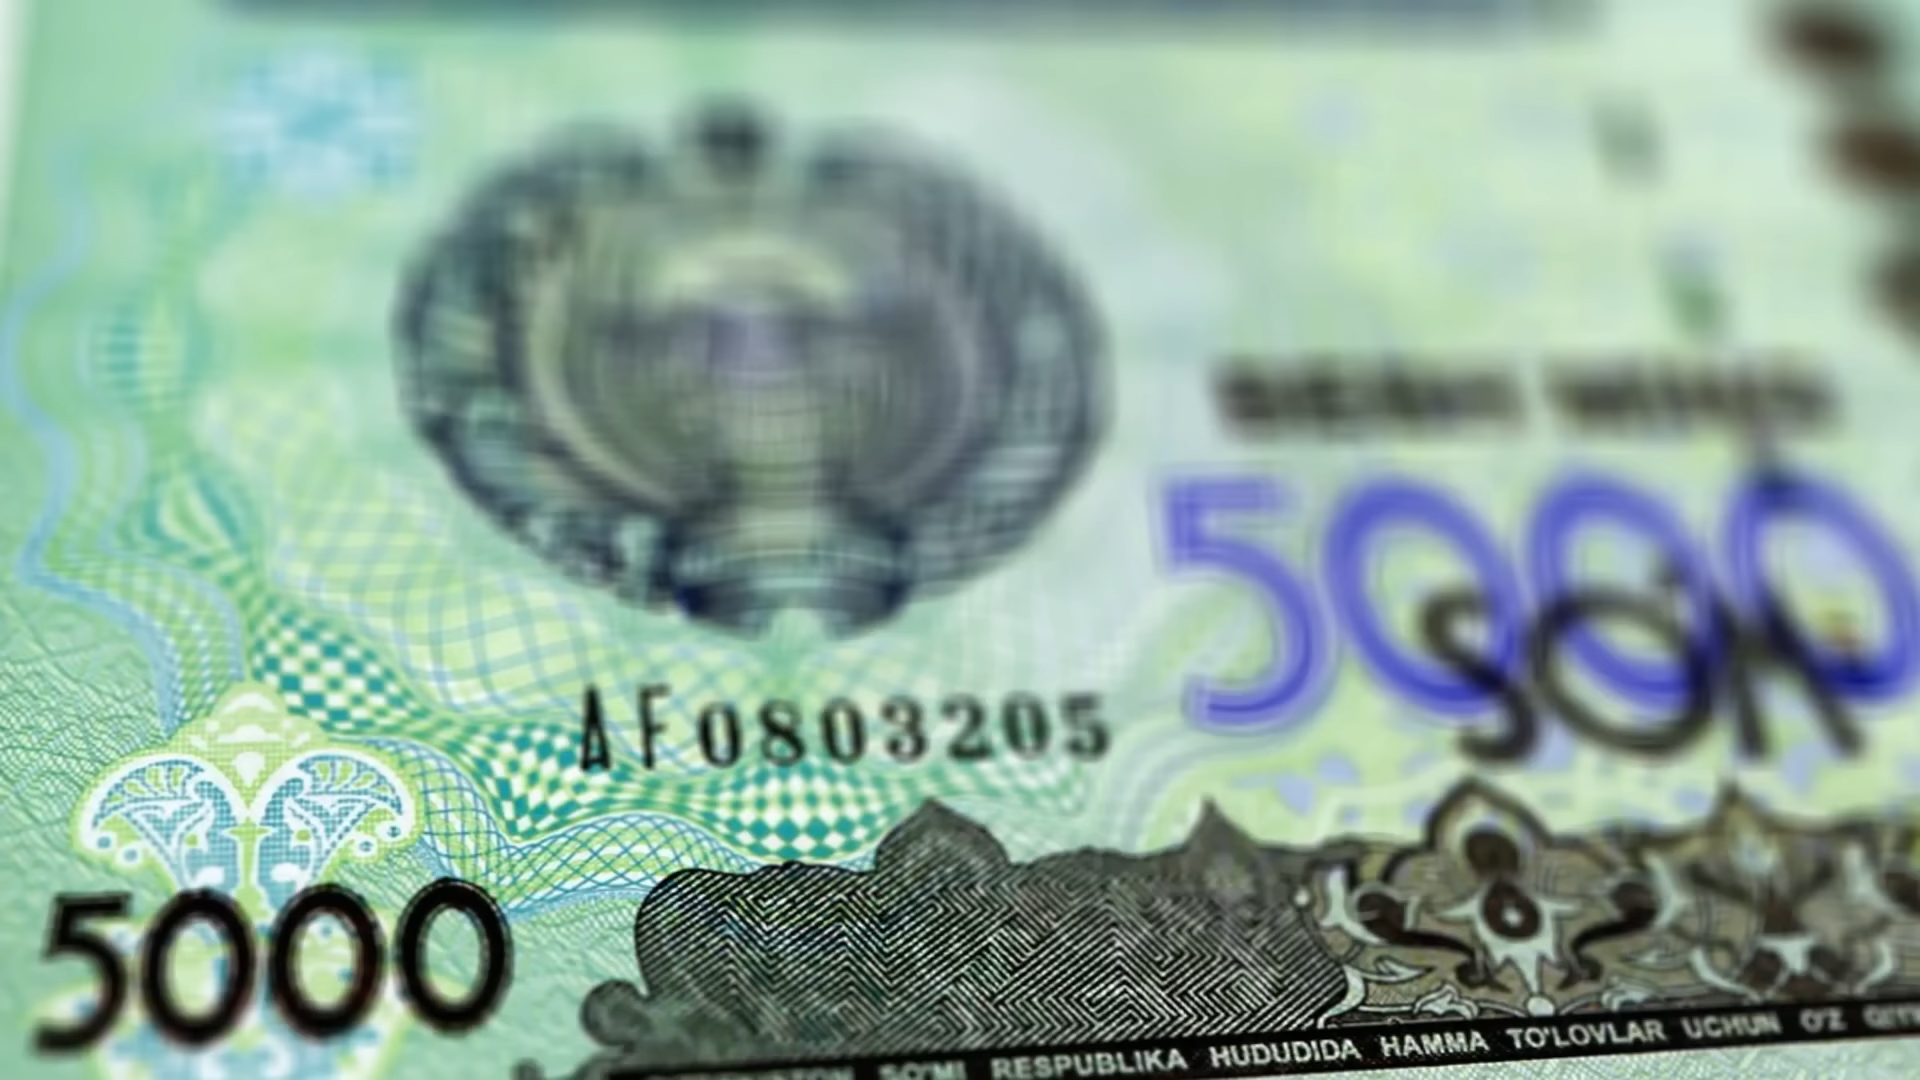 5000
SO'M
AF0803205
5000
SO'MI RESPUBLIKA HUDUDIDA HAMMA TO'LOVLAR UCHUN O'Z